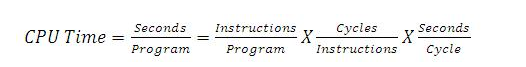 CPU Time = Seconds/Program = Instructions/Program X Cycles/Instructions X Seconds/Cycle